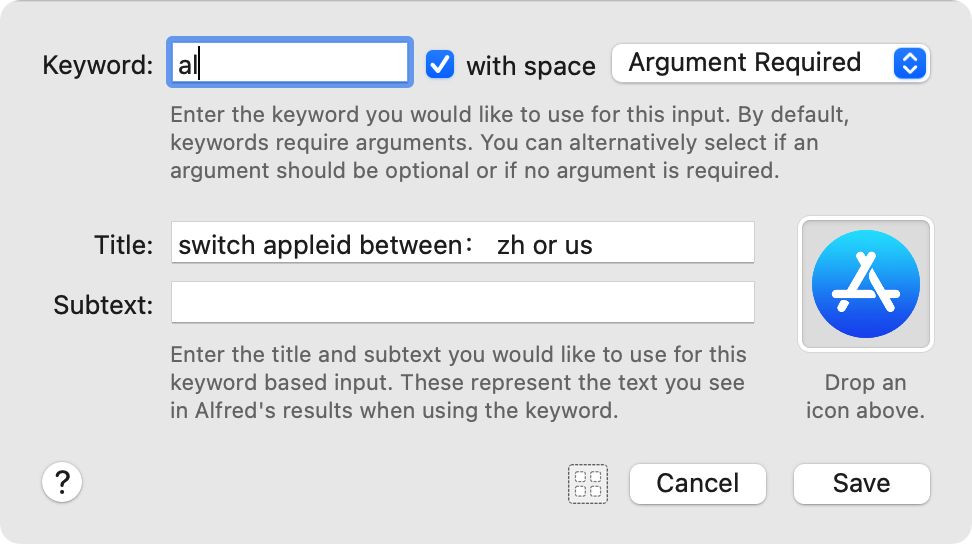 Keyword: al with space Argument Required
Enter the keyword you would like to use for this input. By default,
keywords require arguments. You can alternatively select if an
argument should be optional or if no argument is required.
Title: switch appleid between： zh or us
Subtext:
Enter the title and subtext you would like to use for this
keyword based input. These represent the text you see
in Alfred's results when using the keyword.
Drop an
icon above.
? Cancel Save